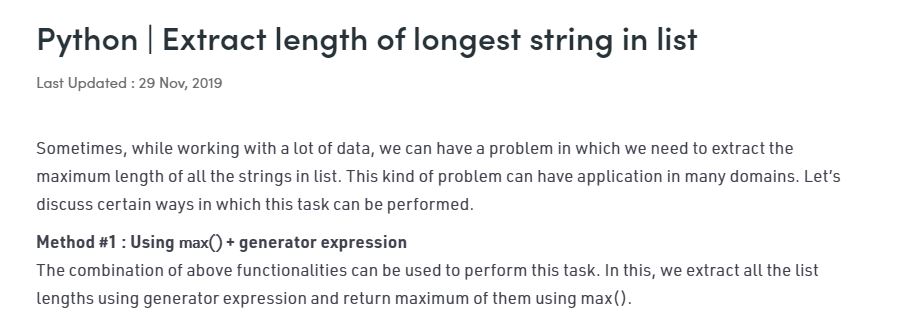 Python | Extract length of longest string in list
Last Updated : 29 Nov, 2019
Sometimes, while working with a lot of data, we can have a problem in which we need to extract the
maximum length of all the strings in list. This kind of problem can have application in many domains. Let’s
discuss certain ways in which this task can be performed.
Method #1 : Using max() + generator expression
The combination of above functionalities can be used to perform this task. In this, we extract all the list
lengths using generator expression and return maximum of them using max().